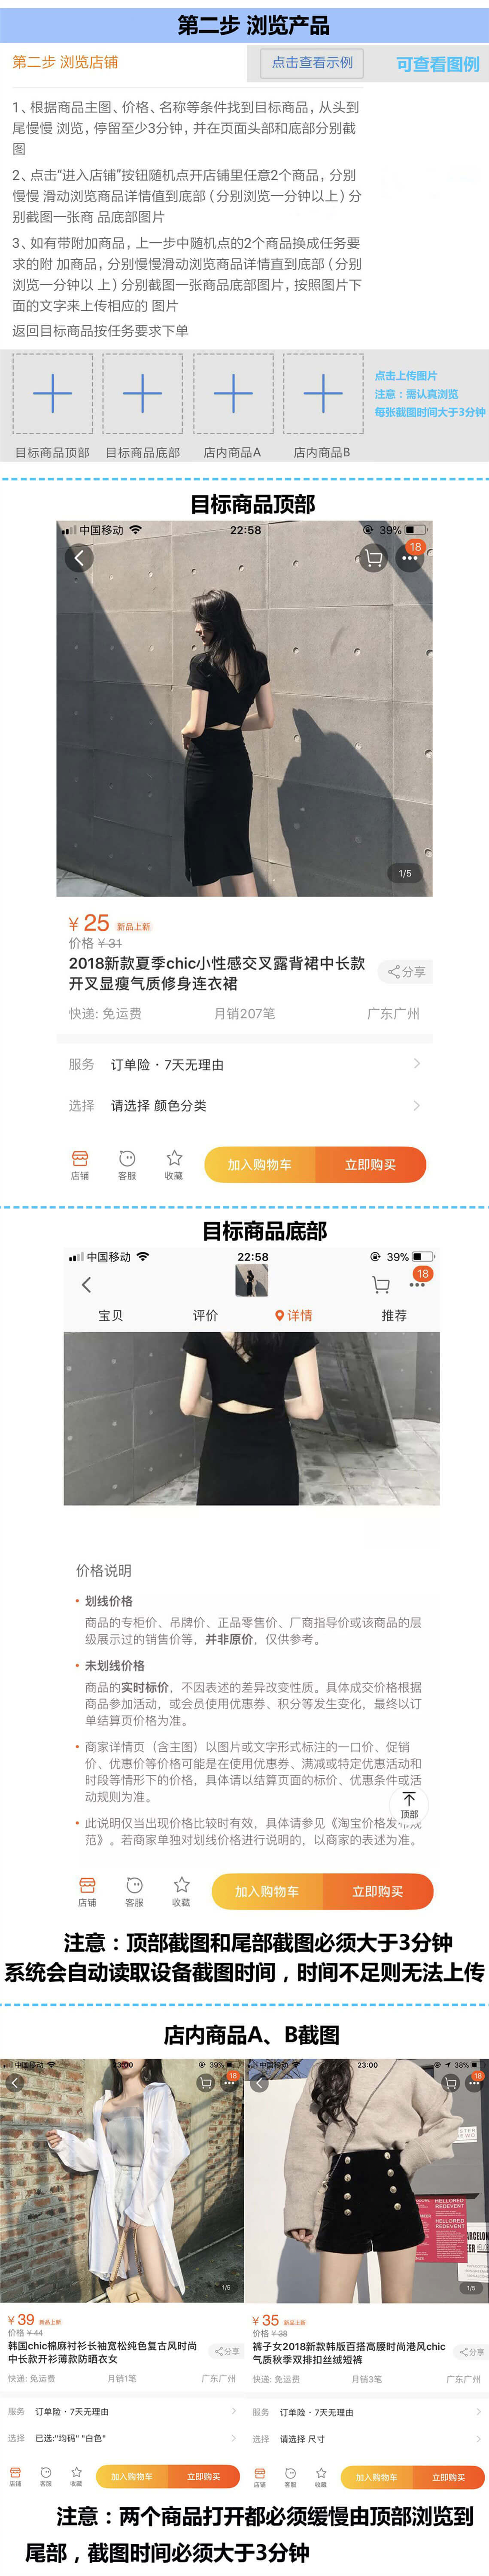 第二步 浏览产品
第二步 浏览店铺
点击查看示例
可查看图例
1、根据商品主图、价格、名称等条件找到目标商品，从头到
尾慢慢 浏览，停留至少3分钟，并在页面头部和底部分别截
图
2、点击“进入店铺”按钮随机点开店铺里任意2个商品，分别
慢慢 滑动浏览商品详情值到底部（分别浏览一分钟以上）分
别截图一张商 品底部图片
3、如有带附加商品，上一步中随机点的2个商品换成任务要
求的附 加商品，分别慢慢滑动浏览商品详情直到底部（分别
浏览一分钟以 上）分别截图一张商品底部图片，按照图片下
面的文字来上传相应的 图片
返回目标商品按任务要求下单
点击上传图片
注意：需认真浏览
每张截图时间大于3分钟
目标商品顶部
目标商品底部
店内商品A
店内商品B
目标商品顶部
中国移动
22:58
39%
18
1/5
¥ 25 新品上新
价格 ¥ 31
2018新款夏季chic小性感交叉露背裙中长款
开叉显瘦气质修身连衣裙
分享
快递: 免运费
月销207笔
广东广州
服务
订单险 · 7天无理由
选择
请选择 颜色分类
店铺
客服
收藏
加入购物车
立即购买
目标商品底部
中国移动
22:58
39%
18
宝贝
评价
详情
推荐
价格说明
• 划线价格
商品的专柜价、吊牌价、正品零售价、厂商指导价或该商品的层
级展示过的销售价等，并非原价，仅供参考。
• 未划线价格
商品的实时标价，不因表述的差异改变性质。具体成交价格根据
商品参加活动，或会员使用优惠券、积分等发生变化，最终以订
单结算页价格为准。
• 商家详情页（含主图）以图片或文字形式标注的一口价、促销
价、优惠价等价格可能是在使用优惠券、满减或特定优惠活动和
时段等情形下的价格，具体请以结算页面的标价、优惠条件或活
动规则为准。
顶部
• 此说明仅当出现价格比较时有效，具体请参见《淘宝价格发布规
范》。若商家单独对划线价格进行说明的，以商家的表述为准。
店铺
客服
收藏
加入购物车
立即购买
注意：顶部截图和尾部截图必须大于3分钟
系统会自动读取设备截图时间，时间不足则无法上传
店内商品A、B截图
中国移动
23:00
39%
18
1/5
¥ 39 新品上新
价格 ¥ 44
韩国chic棉麻衬衫长袖宽松纯色复古风时尚
中长款开衫薄款防晒衣女
分享
快递: 免运费
月销1笔
广东广州
服务
订单险 · 7天无理由
选择
已选:"均码" "白色"
店铺
客服
收藏
加入购物车
立即购买
中国移动
23:00
38%
18
HELLORED
REDEVENT
1/5
¥ 35 新品上新
价格 ¥ 38
裤子女2018新款韩版百搭高腰时尚港风chic
气质秋季双排扣丝绒短裤
分享
快递: 免运费
月销3笔
广东广州
服务
订单险 · 7天无理由
选择
请选择 尺寸
店铺
客服
收藏
加入购物车
立即购买
注意：两个商品打开都必须缓慢由顶部浏览到
尾部，截图时间必须大于3分钟